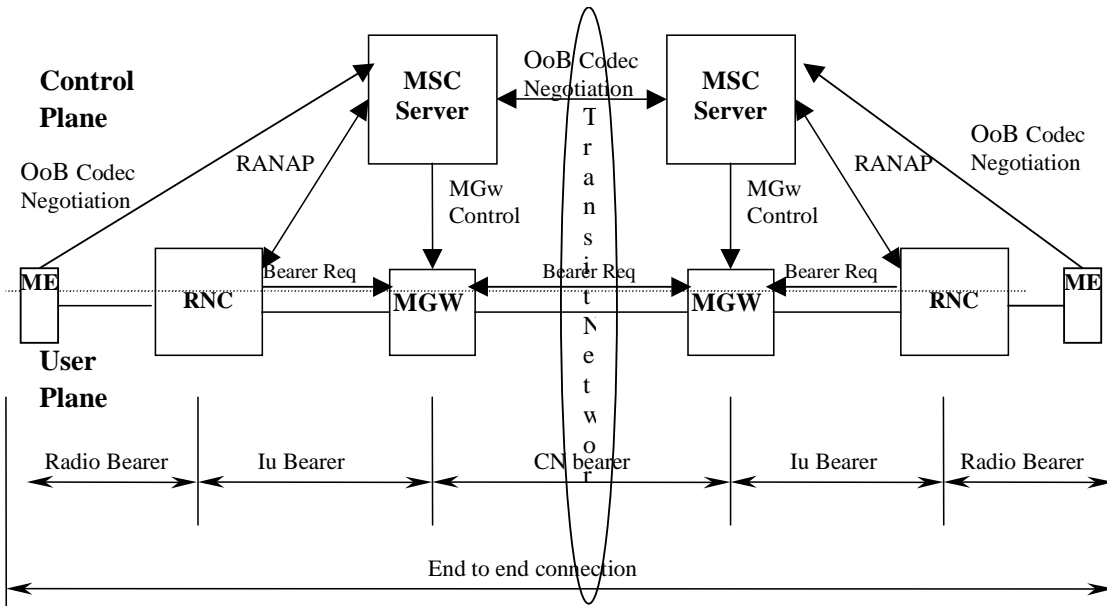 Control
Plane
OoB Codec
Negotiation
RANAP
MSC
Server
OoB Codec
Negotiation
MSC
Server
RANAP
OoB Codec
Negotiation
MGw
Control
MGw
Control
Transit Networ
ME
RNC
Bearer Req
MGW
Bearer Req
MGW
Bearer Req
RNC
ME
User
Plane
Radio Bearer
Iu Bearer
CN bearer
Iu Bearer
Radio Bearer
End to end connection